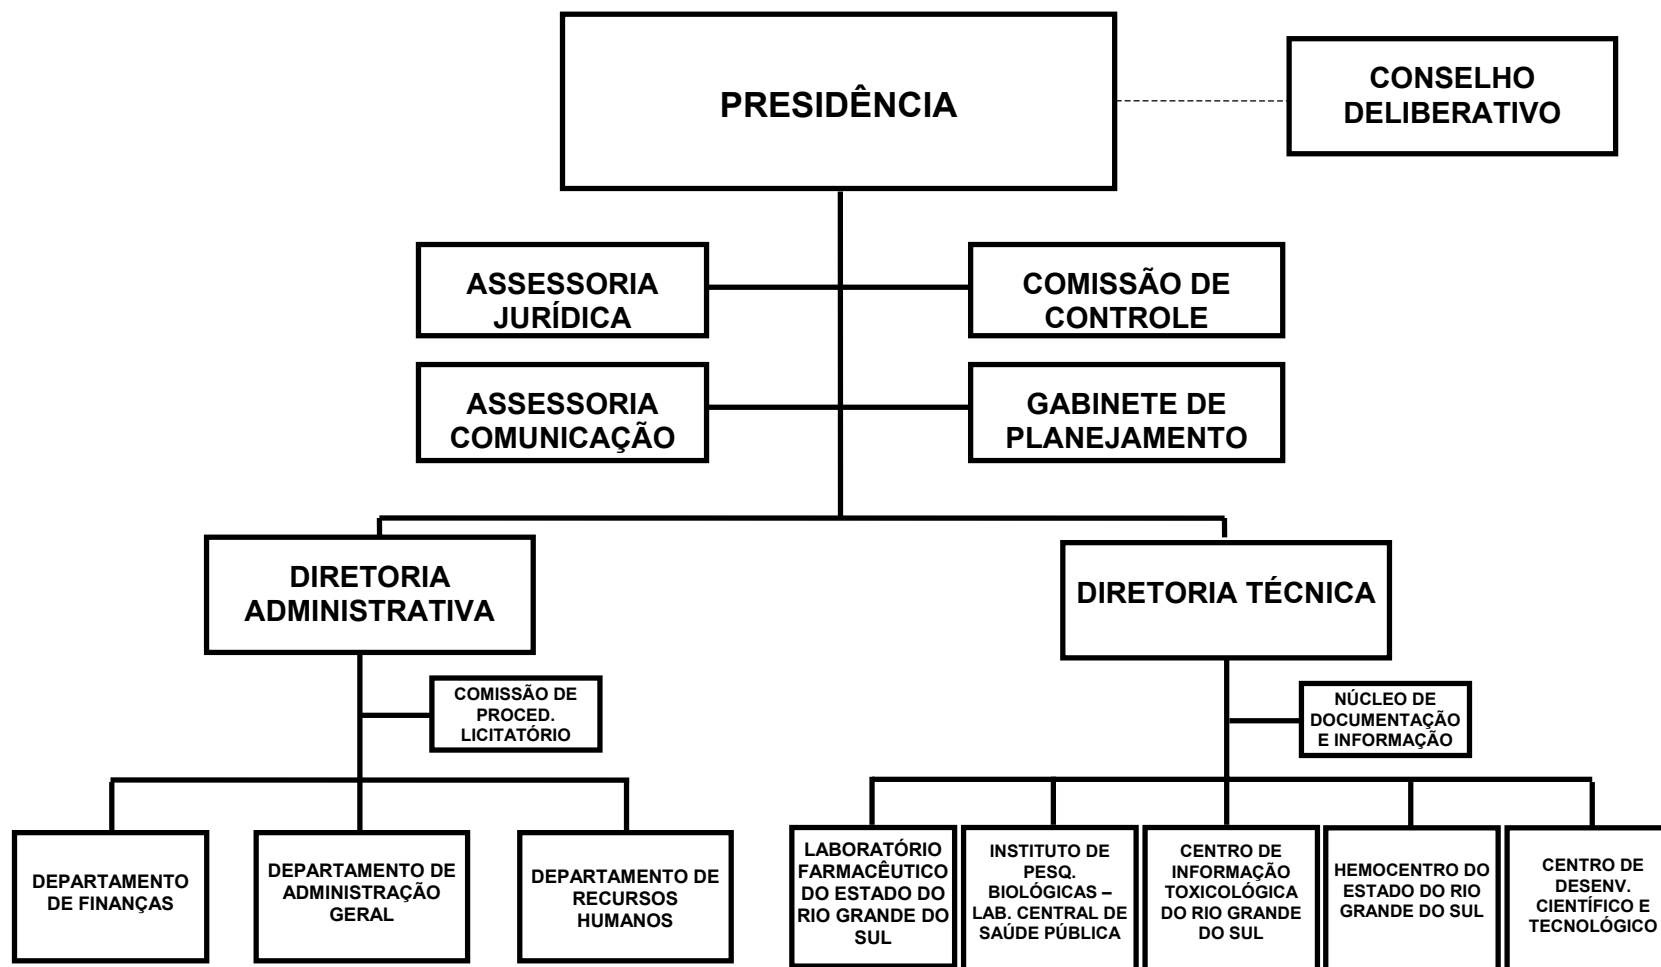 PRESIDÊNCIA
CONSELHO
DELIBERATIVO
ASSESSORIA
JURÍDICA
COMISSÃO DE
CONTROLE
ASSESSORIA
COMUNICAÇÃO
GABINETE DE
PLANEJAMENTO
DIRETORIA
ADMINISTRATIVA
DIRETORIA TÉCNICA
COMISSÃO DE
PROCED.
LICITATÓRIO
NÚCLEO DE
DOCUMENTAÇÃO
E INFORMAÇÃO
DEPARTAMENTO
DE FINANÇAS
DEPARTAMENTO DE
ADMINISTRAÇÃO
GERAL
DEPARTAMENTO DE
RECURSOS
HUMANOS
LABORATÓRIO
FARMACÊUTICO
DO ESTADO DO
RIO GRANDE DO
SUL
INSTITUTO DE
PESQ.
BIOLÓGICAS –
LAB. CENTRAL DE
SAÚDE PÚBLICA
CENTRO DE
INFORMAÇÃO
TOXICOLÓGICA
DO RIO GRANDE
DO SUL
HEMOCENTRO DO
ESTADO DO RIO
GRANDE DO SUL
CENTRO DE
DESENV.
CIENTÍFICO E
TECNOLÓGICO